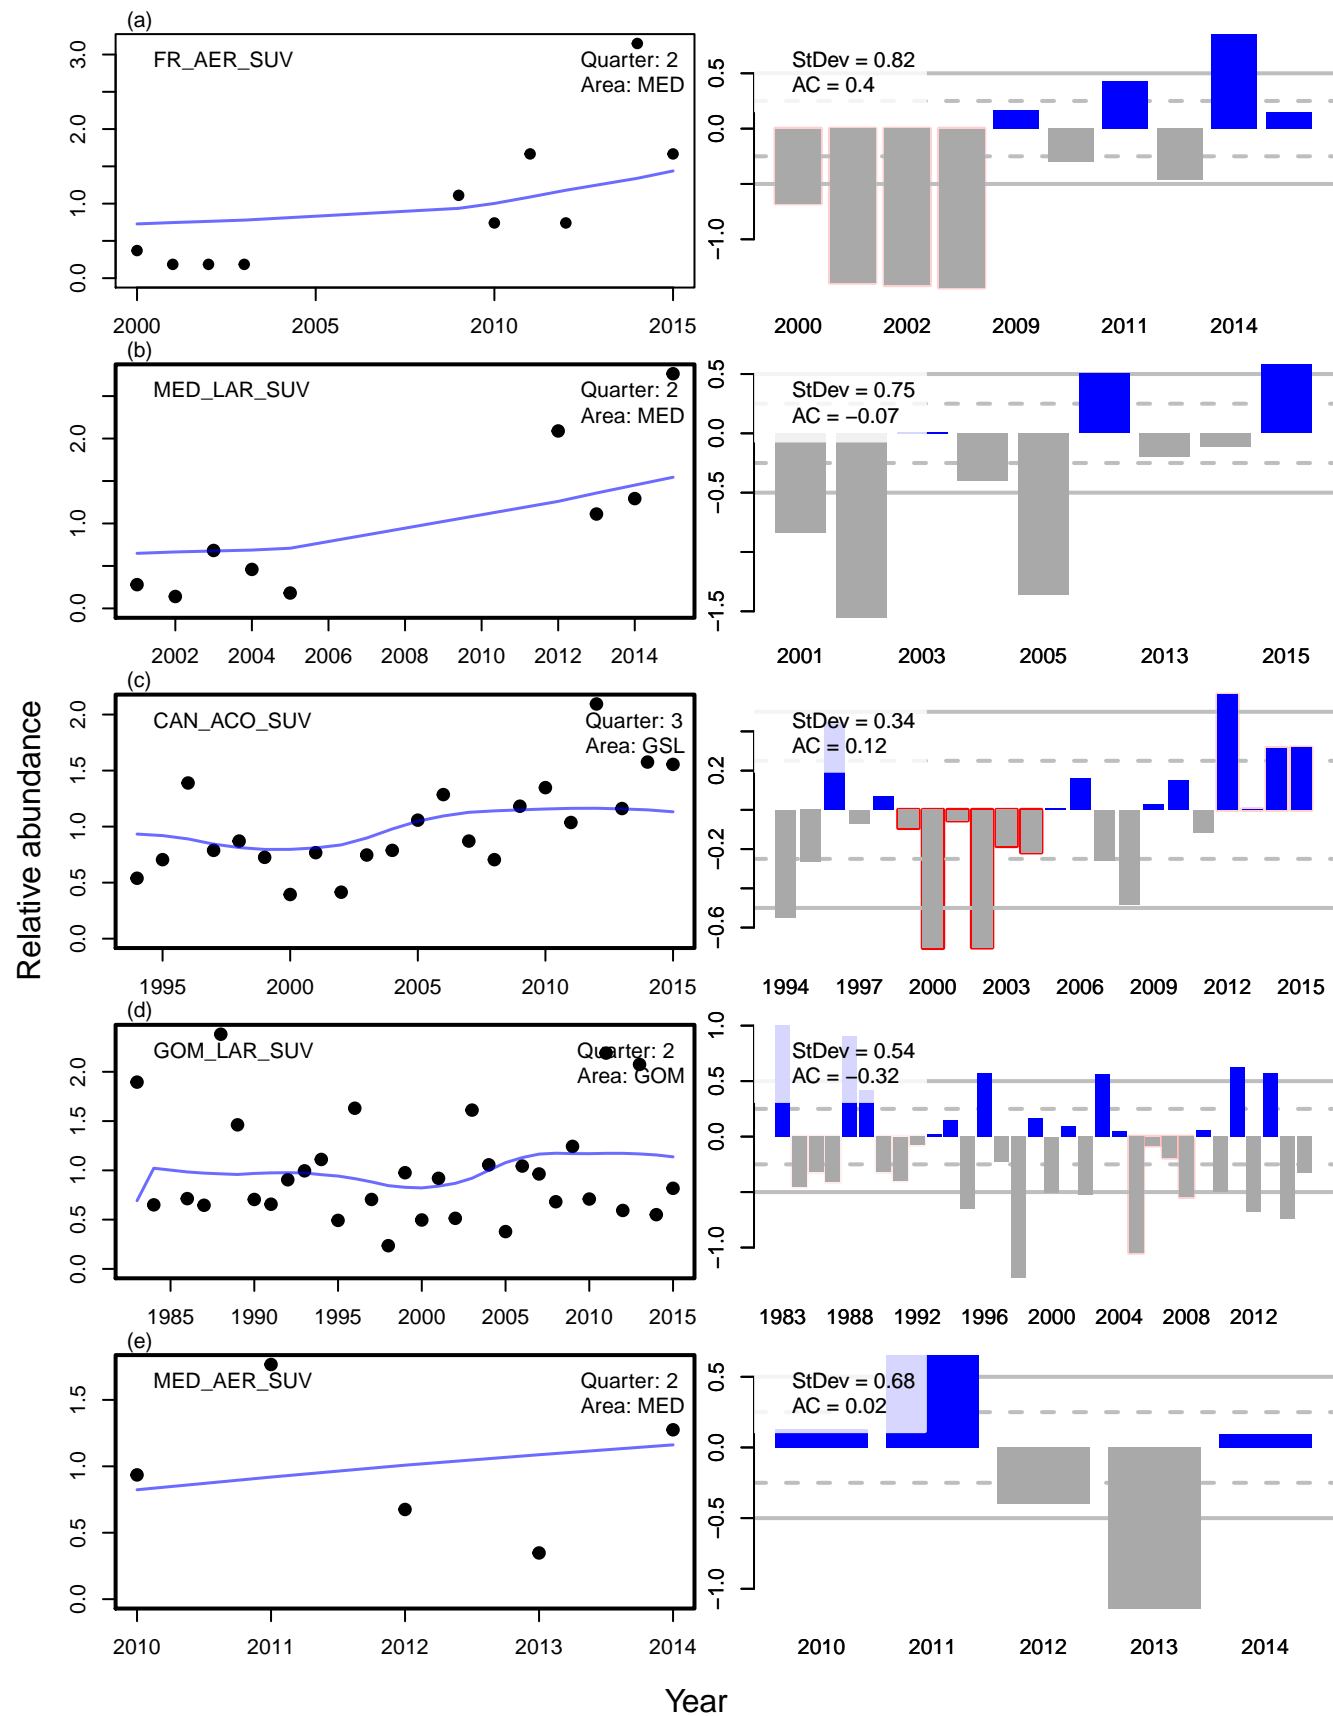 (a)
FR_AER_SUV
Quarter: 2
Area: MED
0.0 1.0 2.0 3.0
2000 2005 2010 2015
StDev = 0.82
AC = 0.4
−1.0 0.0 0.5
2000 2002 2009 2011 2014
(b)
MED_LAR_SUV
Quarter: 2
Area: MED
0.0 1.0 2.0
2002 2004 2006 2008 2010 2012 2014
StDev = 0.75
AC = −0.07
−1.5 −0.5 0.0 0.5
2001 2003 2005 2013 2015
(c)
CAN_ACO_SUV
Quarter: 3
Area: GSL
0.0 0.5 1.0 1.5 2.0
1995 2000 2005 2010 2015
StDev = 0.34
AC = 0.12
−0.6 −0.2 0.2
1994 1997 2000 2003 2006 2009 2012 2015
(d)
GOM_LAR_SUV
Quarter: 2
Area: GOM
0.0 0.5 1.0 1.5 2.0
1985 1990 1995 2000 2005 2010 2015
StDev = 0.54
AC = −0.32
−1.0 0.0 0.5 1.0
1983 1988 1992 1996 2000 2004 2008 2012
(e)
MED_AER_SUV
Quarter: 2
Area: MED
0.0 0.5 1.0 1.5
2010 2011 2012 2013 2014
StDev = 0.68
AC = 0.02
−1.0 −0.5 0.0 0.5
2010 2011 2012 2013 2014
Relative abundance
Year